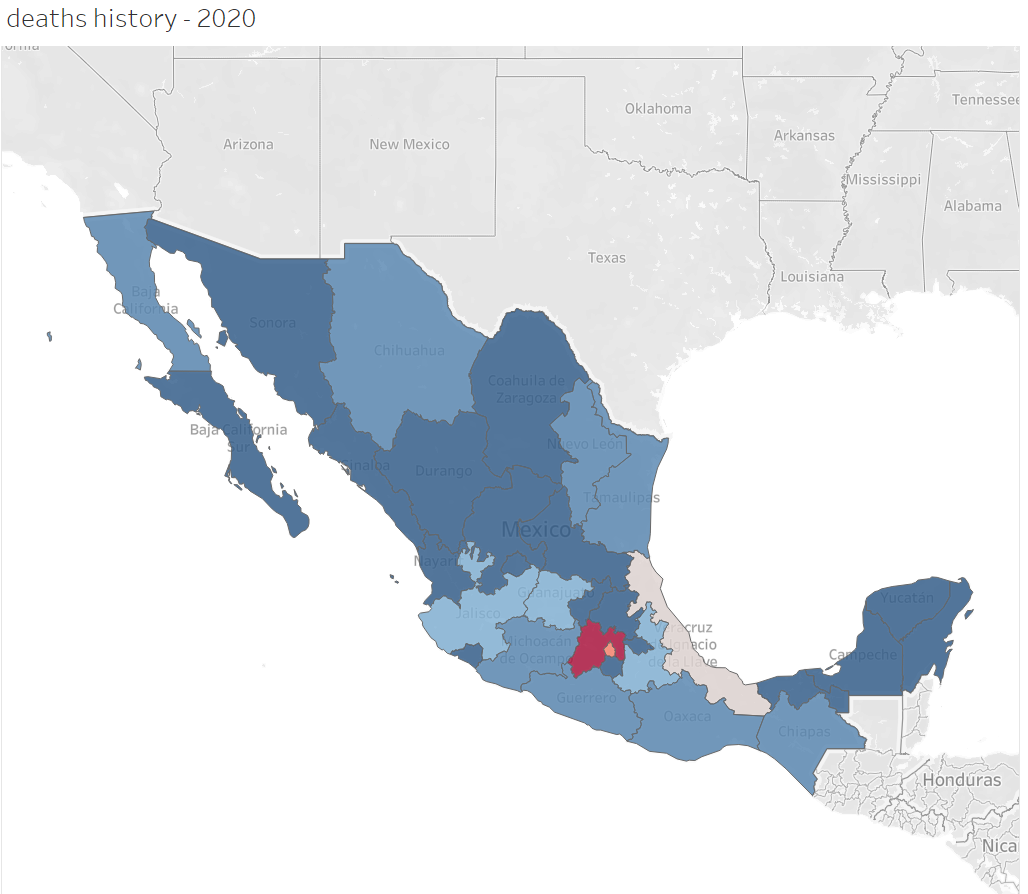 deaths history - 2020
Oklahoma
Tennessee
Arizona
New Mexico
Arkansas
Mississippi
Alabama
Texas
Louisiana
Baja
California
Sonora
Chihuahua
Coahuila de
Zaragoza
Baja California
Sur
Nuevo León
Sinaloa
Durango
Tamaulipas
Mexico
Nayari
Guanajuato
Jalisco
Yucatán
Michoacán
de Ocampo
racruz
Ignacio
de la Llave
Campeche
Guerrero
Oaxaca
Chiapas
Honduras
Nica